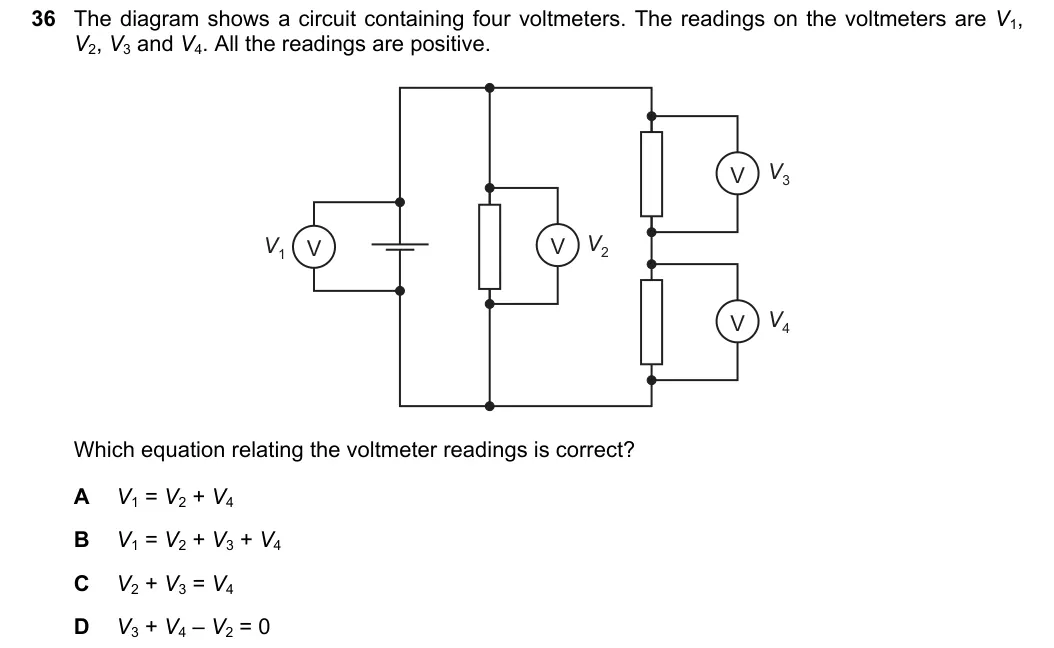 36 The diagram shows a circuit containing four voltmeters. The readings on the voltmeters are V₁,
V₂, V₃ and V₄. All the readings are positive.
V V₃
V₁ V
V V₂
V V₄
Which equation relating the voltmeter readings is correct?
A V₁ = V₂ + V₄
B V₁ = V₂ + V₃ + V₄
C V₂ + V₃ = V₄
D V₃ + V₄ – V₂ = 0